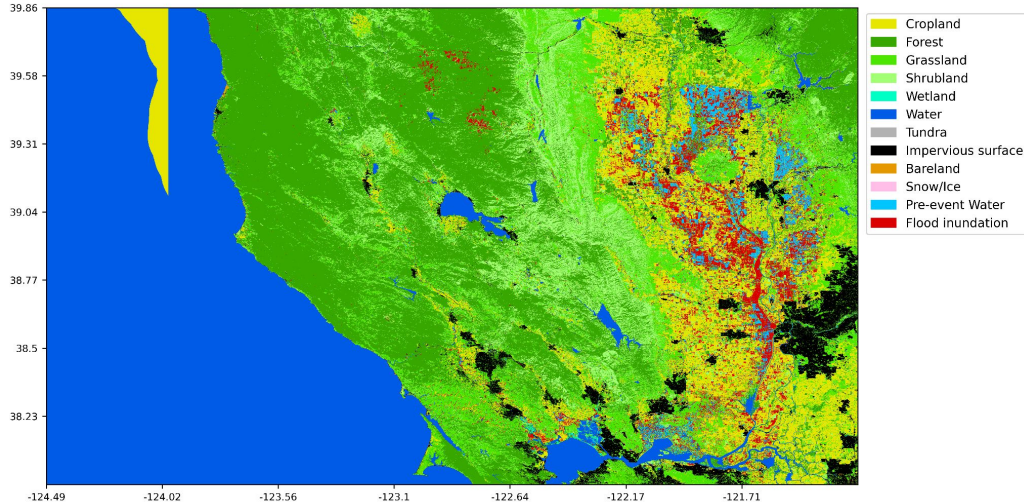 39.86
39.58
39.31
39.04
38.77
38.5
38.23
-124.49
-124.02
-123.56
-123.1
-122.64
-122.17
-121.71
Cropland
Forest
Grassland
Shrubland
Wetland
Water
Tundra
Impervious surface
Bareland
Snow/Ice
Pre-event Water
Flood inundation